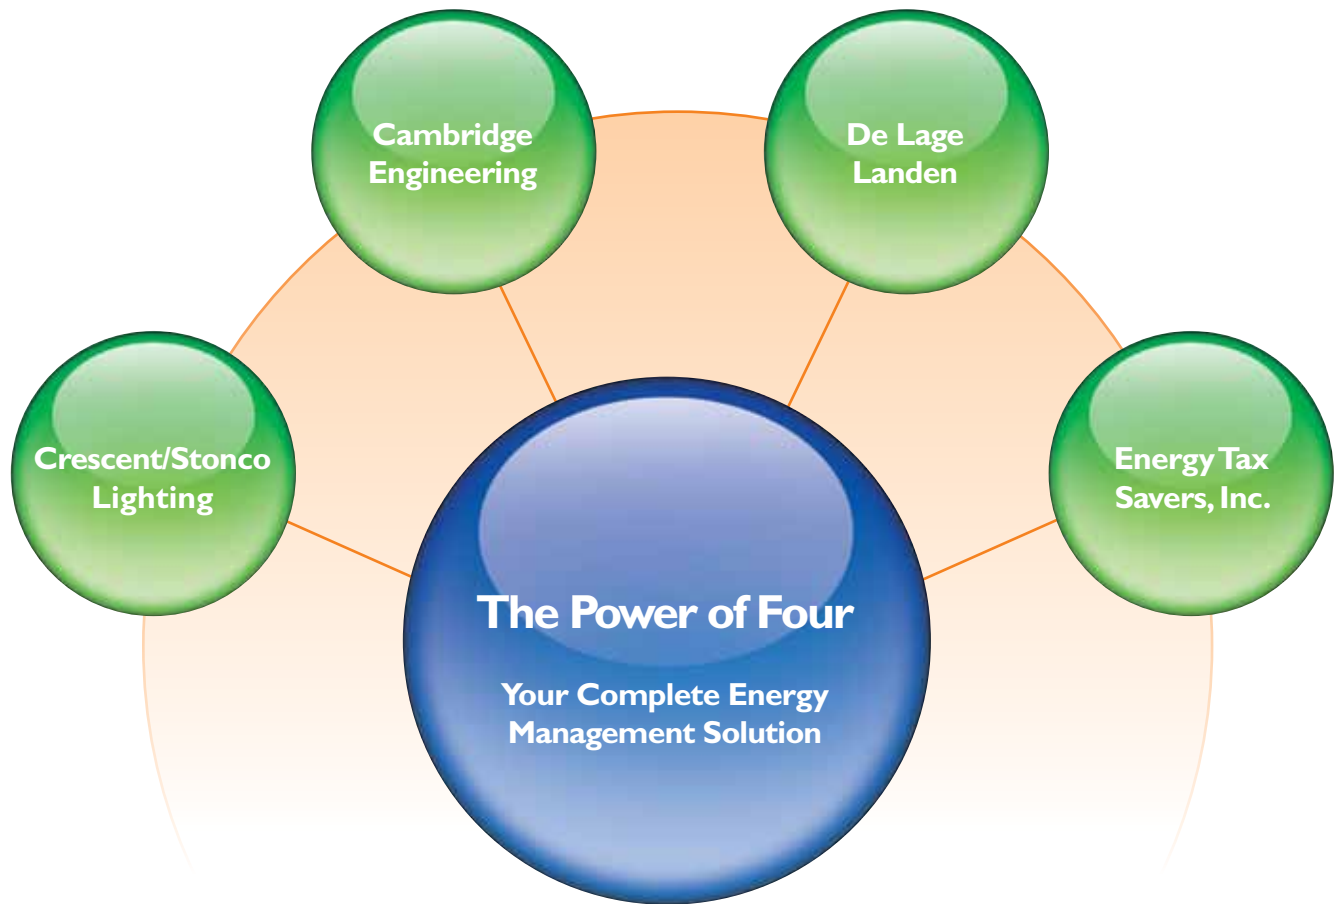 Cambridge
Engineering
De Lage
Landen
Crescent/Stonco
Lighting
Energy Tax
Savers, Inc.
The Power of Four
Your Complete Energy
Management Solution